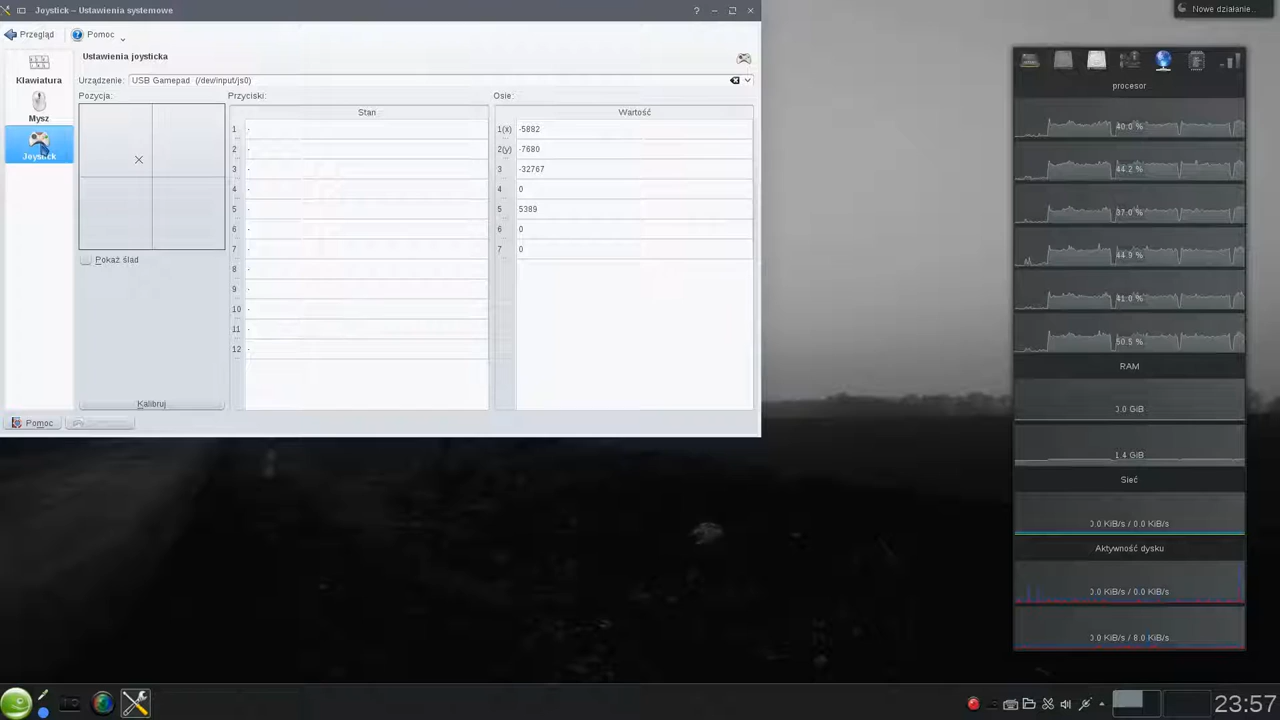 Joystick – Ustawienia systemowe
Nowe działanie...
Przegląd
Pomoc
Klawiatura
Mysz
Joystick
Ustawienia joysticka
Urządzenie: USB Gamepad (/dev/input/js0)
Pozycja:
Przyciski:
Osie:
Stan
Wartość
1 -
2 -
3 -
4 -
5 -
6 -
7 -
8 -
9 -
10 -
11 -
12 -
1(x) -5882
2(y) -7680
3 -32767
4 0
5 5389
6 0
7 0
Pokaż ślad
Kalibruj
Pomoc
procesor
40.0 %
44.2 %
37.0 %
44.9 %
41.0 %
50.5 %
RAM
0.0 GiB
1.4 GiB
Sieć
0.0 KiB/s / 0.0 KiB/s
Aktywność dysku
0.0 KiB/s / 0.0 KiB/s
0.0 KiB/s / 8.0 KiB/s
23:57